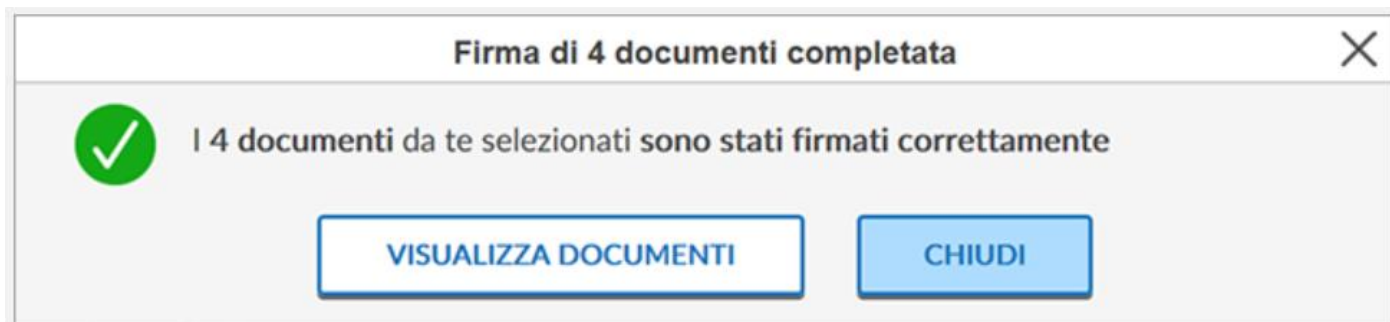 Firma di 4 documenti completata
I 4 documenti da te selezionati sono stati firmati correttamente
VISUALIZZA DOCUMENTI
CHIUDI